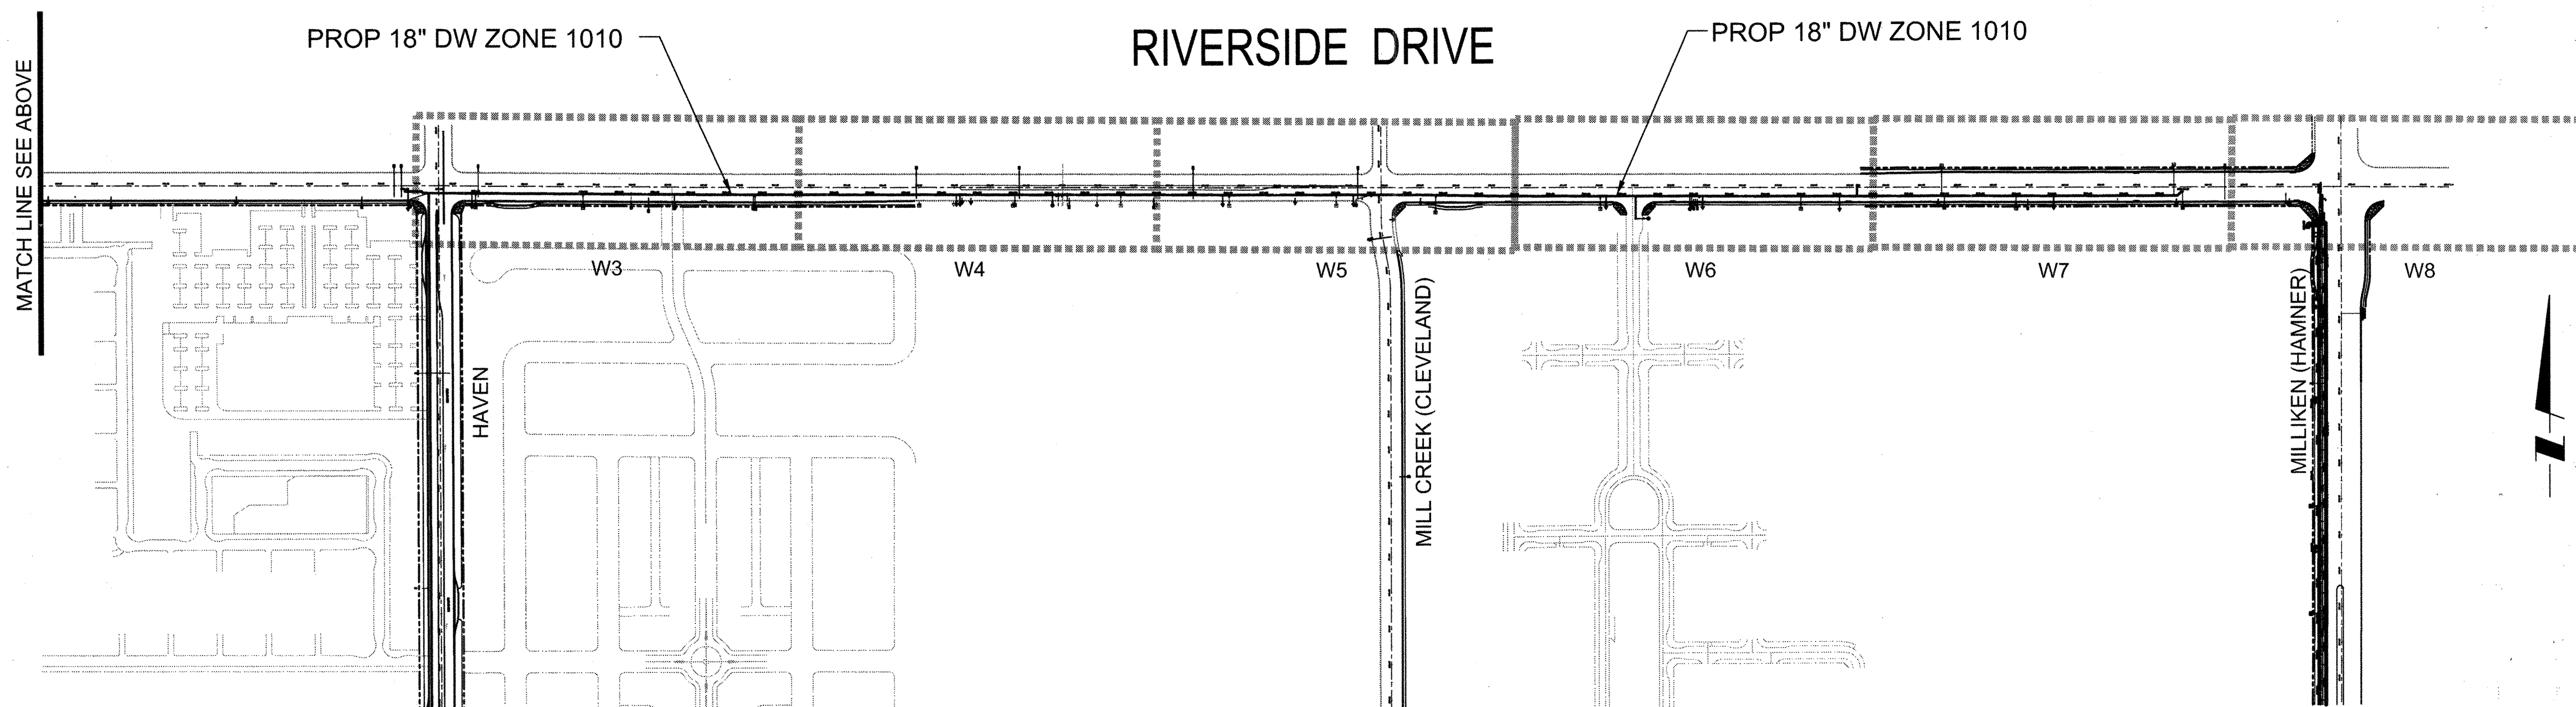 RIVERSIDE DRIVE
PROP 18" DW ZONE 1010
PROP 18" DW ZONE 1010
MATCH LINE SEE ABOVE
W3
W4
W5
W6
W7
W8
HAVEN
MILL CREEK (CLEVELAND)
MILLIKEN (HAMNER)